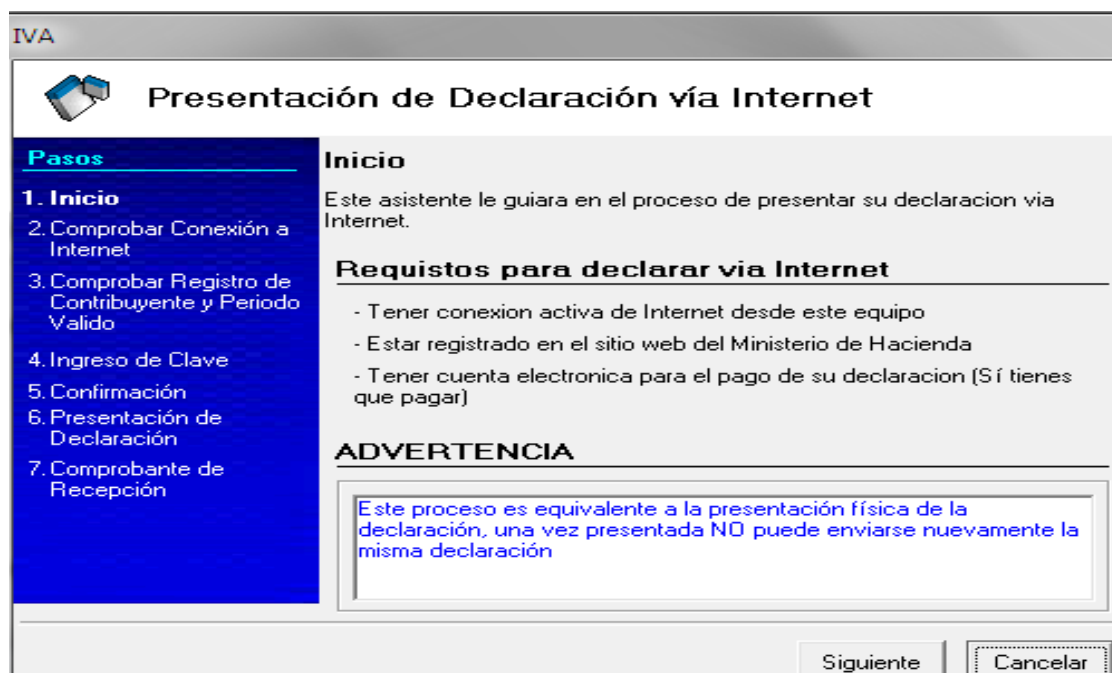 IVA
Presentación de Declaración vía Internet
Pasos
1. Inicio
2. Comprobar Conexión a
Internet
3. Comprobar Registro de
Contribuyente y Periodo
Valido
4. Ingreso de Clave
5. Confirmación
6. Presentación de
Declaración
7. Comprobante de
Recepción
Inicio
Este asistente le guiara en el proceso de presentar su declaracion via
Internet.
Requistos para declarar via Internet
- Tener conexion activa de Internet desde este equipo
- Estar registrado en el sitio web del Ministerio de Hacienda
- Tener cuenta electronica para el pago de su declaracion (Sí tienes
que pagar)
ADVERTENCIA
Este proceso es equivalente a la presentación física de la
declaración, una vez presentada NO puede enviarse nuevamente la
misma declaración
Siguiente
Cancelar